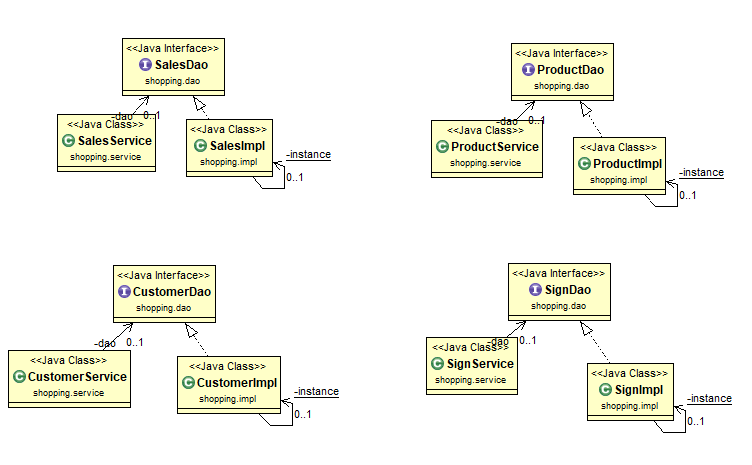 <<Java Interface>>
I SalesDao
shopping.dao
-dao 0..1
<<Java Class>>
C SalesService
shopping.service
<<Java Class>>
C SalesImpl
shopping.impl
-instance
0..1
<<Java Interface>>
I ProductDao
shopping.dao
-dao 0..1
<<Java Class>>
C ProductService
shopping.service
<<Java Class>>
C ProductImpl
shopping.impl
-instance
0..1
<<Java Interface>>
I CustomerDao
shopping.dao
-dao 0..1
<<Java Class>>
C CustomerService
shopping.service
<<Java Class>>
C CustomerImpl
shopping.impl
-instance
0..1
<<Java Interface>>
I SignDao
shopping.dao
-dao 0..1
<<Java Class>>
C SignService
shopping.service
<<Java Class>>
C SignImpl
shopping.impl
-instance
0..1